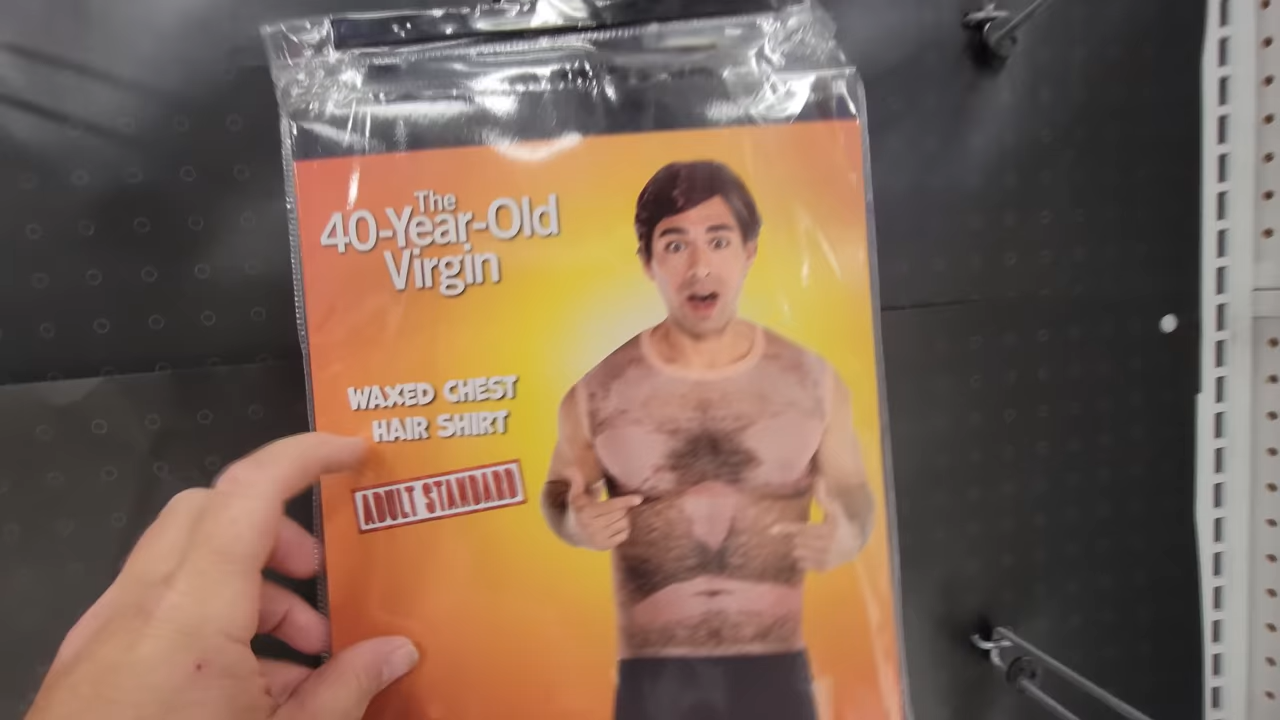 The
40-Year-Old
Virgin
WAXED CHEST
HAIR SHIRT
ADULT STANDARD